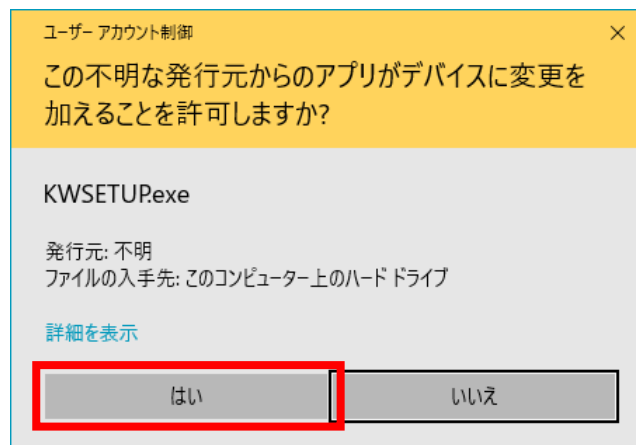 ユーザー アカウント制御
この不明な発行元からのアプリがデバイスに変更を
加えることを許可しますか?
KWSETUP.exe
発行元: 不明
ファイルの入手先: このコンピューター上のハード ドライブ
詳細を表示
はい
いいえ